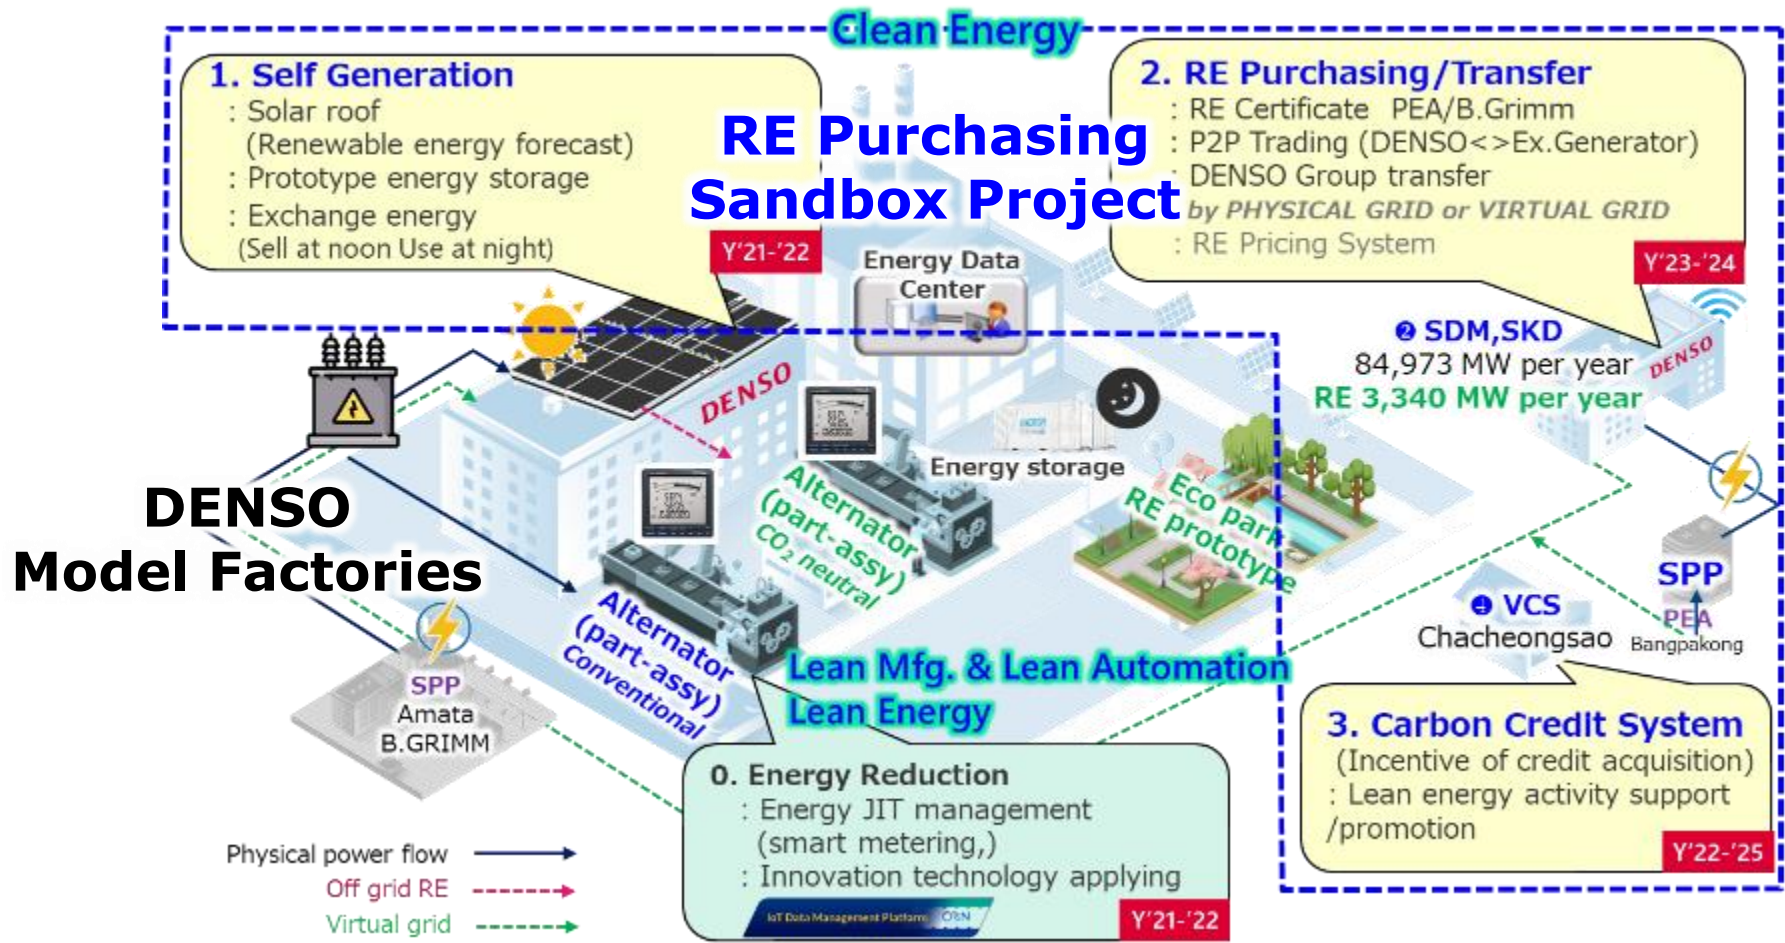 Clean Energy
1. Self Generation
: Solar roof
(Renewable energy forecast)
: Prototype energy storage
: Exchange energy
(Sell at noon Use at night)
Y'21-'22
RE Purchasing
Sandbox Project
2. RE Purchasing/Transfer
: RE Certificate PEA/B.Grimm
: P2P Trading (DENSO<>Ex.Generator)
: DENSO Group transfer
by PHYSICAL GRID or VIRTUAL GRID
: RE Pricing System
Y'23-'24
Energy Data
Center
❷ SDM,SKD
84,973 MW per year
RE 3,340 MW per year
DENSO
DENSO
Energy storage
DENSO
Model Factories
Alternator
(part-assy)
CO₂ neutral
Eco park
RE prototype
Alternator
(part-assy)
Conventional
SPP
Amata
B.GRIMM
SPP
PEA
Bangpakong
❶ VCS
Chacheongsao
Lean Mfg. & Lean Automation
Lean Energy
0. Energy Reduction
: Energy JIT management
(smart metering,)
: Innovation technology applying
IoT Data Management Platform ORiN
Y'21-'22
3. Carbon Credit System
(Incentive of credit acquisition)
: Lean energy activity support
/promotion
Y'22-'25
Physical power flow
Off grid RE
Virtual grid